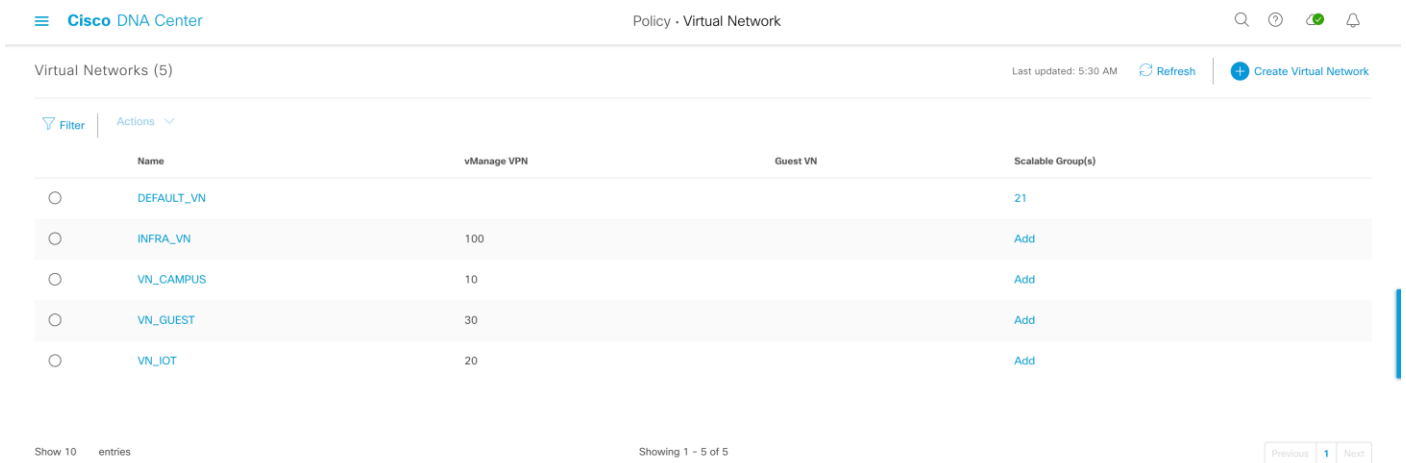 Cisco DNA Center Policy · Virtual Network
Virtual Networks (5) Last updated: 5:30 AM Refresh Create Virtual Network
Filter Actions
Name vManage VPN Guest VN Scalable Group(s)
DEFAULT_VN 21
INFRA_VN 100 Add
VN_CAMPUS 10 Add
VN_GUEST 30 Add
VN_IOT 20 Add
Show 10 entries Showing 1 - 5 of 5 Previous 1 Next